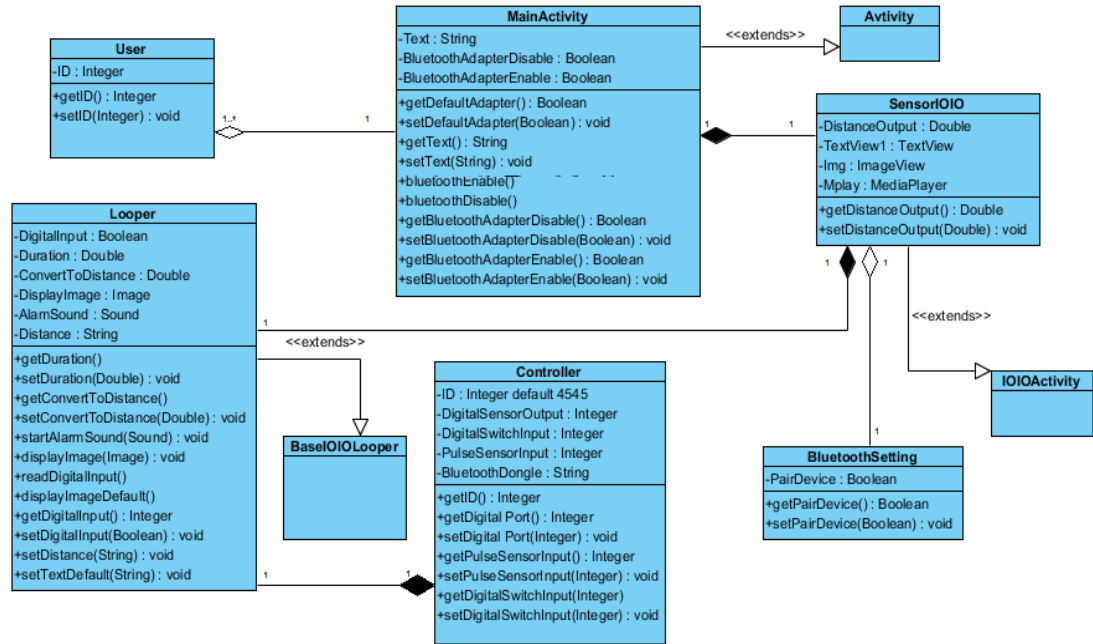 User
-ID : Integer
+getID() : Integer
+setID(Integer) : void
1..*
1
MainActivity
-Text : String
-BluetoothAdapterDisable : Boolean
-BluetoothAdapterEnable : Boolean
+getDefaultAdapter() : Boolean
+setDefaultAdapter(Boolean) : void
+getText() : String
+setText(String) : void
+bluetoothEnable()
+bluetoothDisable()
+getBluetoothAdapterDisable() : Boolean
+setBluetoothAdapterDisable(Boolean) : void
+getBluetoothAdapterEnable() : Boolean
+setBluetoothAdapterEnable(Boolean) : void
<<extends>>
Avtivity
1
1
SensorIOIO
-DistanceOutput : Double
-TextView1 : TextView
-Img : ImageView
-Mplay : MediaPlayer
+getDistanceOutput() : Double
+setDistanceOutput(Double) : void
1
1
<<extends>>
IOIOActivity
Looper
-DigitalInput : Boolean
-Duration : Double
-ConvertToDistance : Double
-DisplayImage : Image
-AlamSound : Sound
-Distance : String
+getDuration()
+setDuration(Double) : void
+getConvertToDistance()
+setConvertToDistance(Double) : void
+startAlarmSound(Sound) : void
+displayImage(Image) : void
+readDigitalInput()
+displayImageDefault()
+getDigitalInput() : Integer
+setDigitalInput(Boolean) : void
+setDistance(String) : void
+setTextDefault(String) : void
1
<<extends>>
BaseIOIOLooper
1
1
Controller
-ID : Integer default 4545
-DigitalSensorOutput : Integer
-DigitalSwitchInput : Integer
-PulseSensorInput : Integer
-BluetoothDongle : String
+getID() : Integer
+getDigital Port() : Integer
+setDigital Port(Integer) : void
+getPulseSensorInput() : Integer
+setPulseSensorInput(Integer) : void
+getDigitalSwitchInput(Integer)
+setDigitalSwitchInput(Integer) : void
1
BluetoothSetting
-PairDevice : Boolean
+getPairDevice() : Boolean
+setPairDevice(Boolean) : void